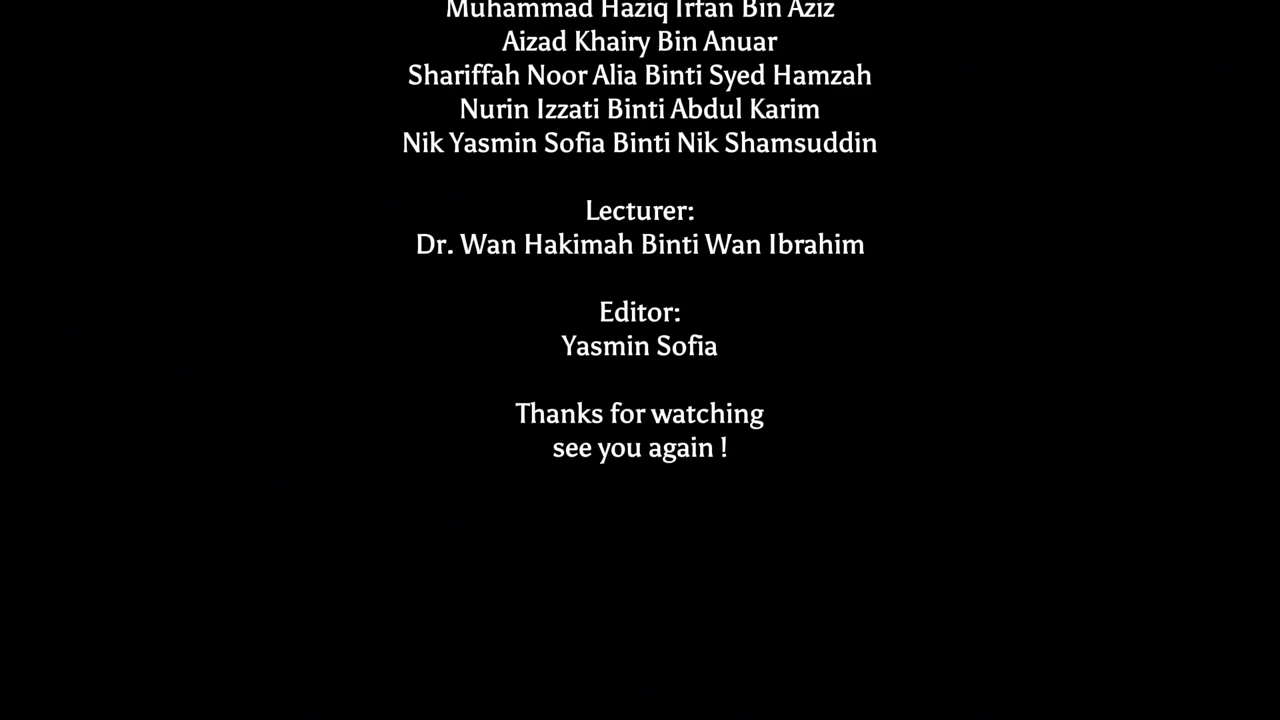 Muhammad Haziq Irfan Bin Aziz
Aizad Khairy Bin Anuar
Shariffah Noor Alia Binti Syed Hamzah
Nurin Izzati Binti Abdul Karim
Nik Yasmin Sofia Binti Nik Shamsuddin
Lecturer:
Dr. Wan Hakimah Binti Wan Ibrahim
Editor:
Yasmin Sofia
Thanks for watching
see you again !